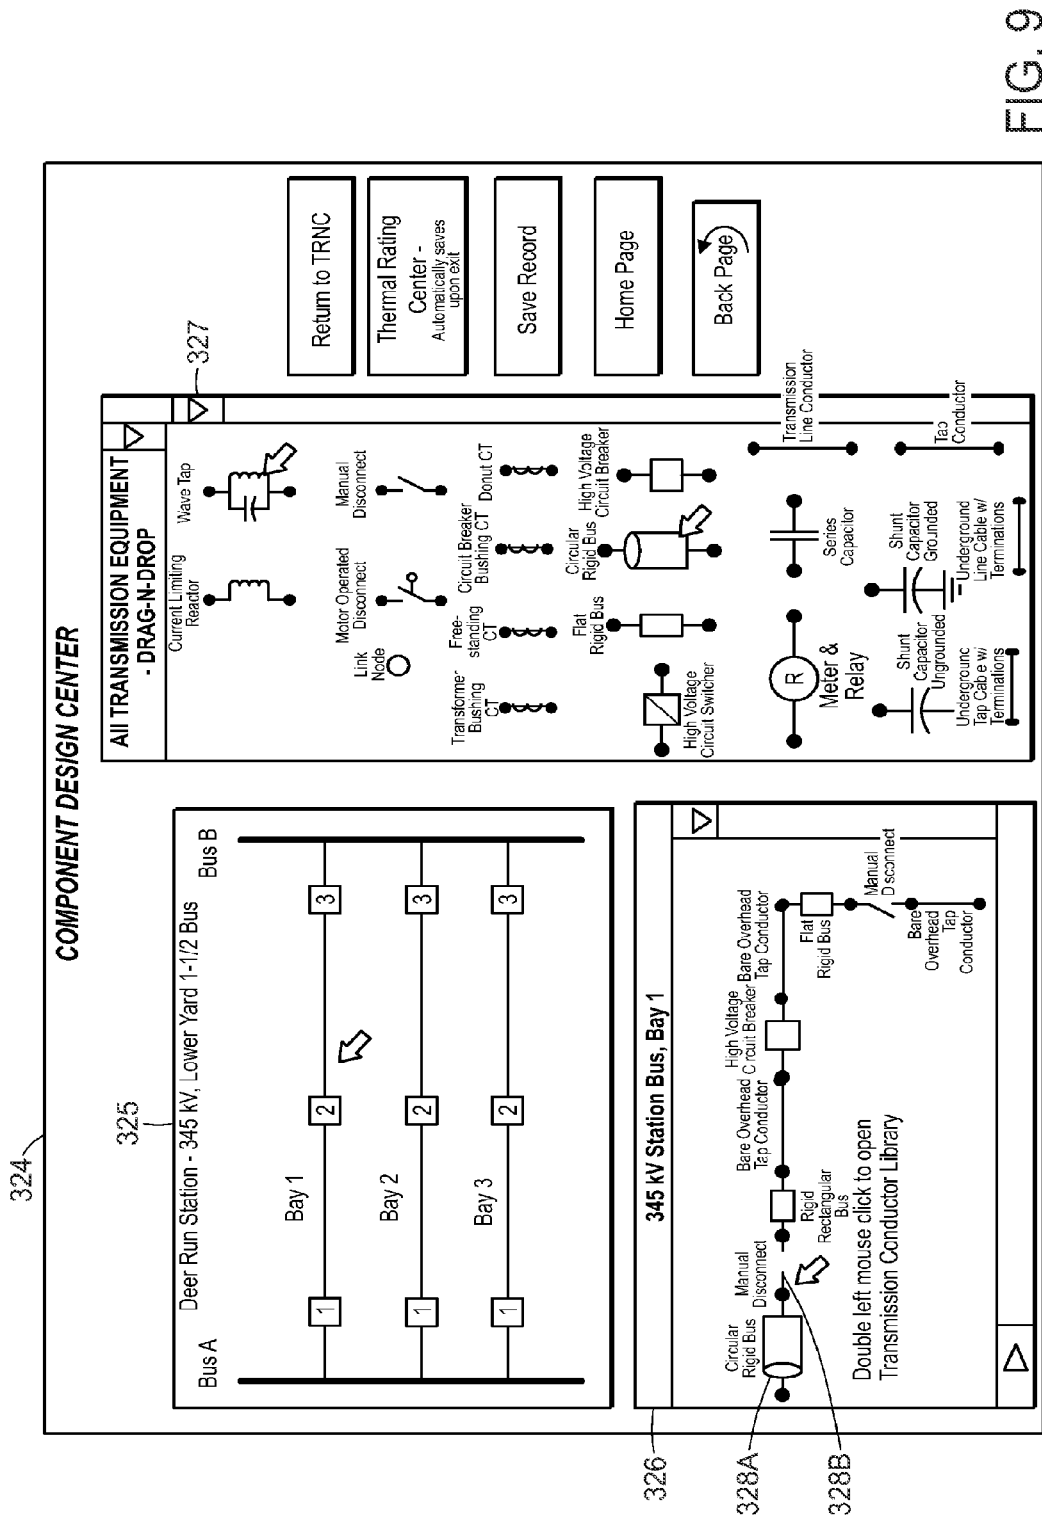 FIG. 9
324
COMPONENT DESIGN CENTER
325
Deer Run Station - 345 kV, Lower Yard 1-1/2 Bus
Bus A
Bus B
1
Bay 1
2
3
1
Bay 2
2
3
1
Bay 3
2
3
326
345 kV Station Bus, Bay 1
Circular
Rigid Bus
Manual
Disconnect
Rigid
Rectangular
Bus
Bare Overhead
Tap Conductor
High Voltage
Circuit Breaker
Bare Overhead
Tap Conductor
Flat
Rigid Bus
Manual
Disconnect
Bare
Overhead
Tap
Conductor
Double left mouse click to open
Transmission Conductor Library
328A
328B
All TRANSMISSION EQUIPMENT
- DRAG-N-DROP
327
Current Limiting
Reactor
Wave Tap
Link
Node
Motor Operated
Disconnect
Manual
Disconnect
Transformer
Bushing
CT
Free-
standing
CT
Circuit Breaker
Bushing CT
Donut CT
High Voltage
Circuit Switcher
Flat
Rigid Bus
Circular
Rigid Bus
High Voltage
Circuit Breaker
R
Meter &
Relay
Series
Capacitor
Transmission
Line Conductor
Shunt
Capacitor
Ungrounded
Shunt
Capacitor
Grounded
Tap
Conductor
Underground
Tap Cable w/
Terminations
Underground
Line Cable w/
Terminations
Return to TRNC
Thermal Rating
Center -
Automatically saves
upon exit
Save Record
Home Page
Back Page